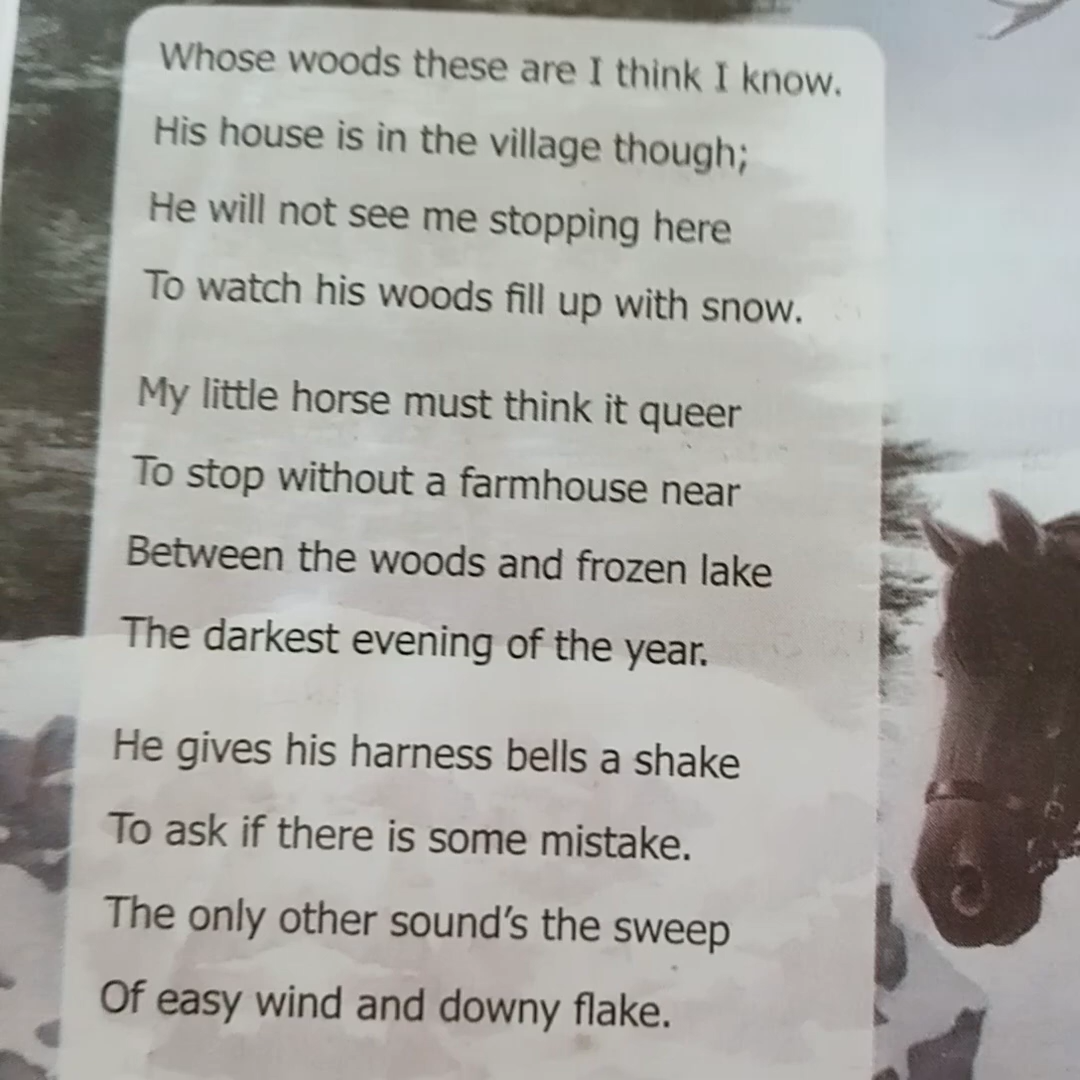 Whose woods these are I think I know.
His house is in the village though;
He will not see me stopping here
To watch his woods fill up with snow.
My little horse must think it queer
To stop without a farmhouse near
Between the woods and frozen lake
The darkest evening of the year.
He gives his harness bells a shake
To ask if there is some mistake.
The only other sound's the sweep
Of easy wind and downy flake.